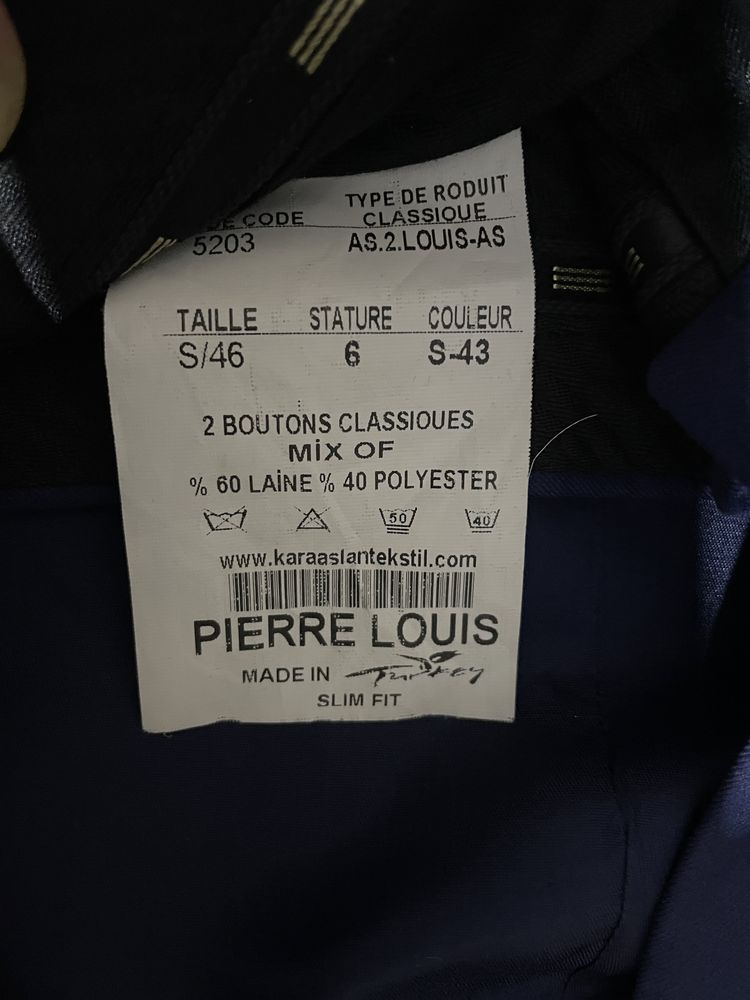 CODE TYPE DE RODUIT
CLASSIQUE
5203 AS.2.LOUIS-AS
TAILLE STATURE COULEUR
S/46 6 S-43
2 BOUTONS CLASSIOUES
MİX OF
% 60 LAİNE % 40 POLYESTER
50 40
www.karaaslantekstil.com
PIERRE LOUIS
MADE IN Turkey
SLIM FIT